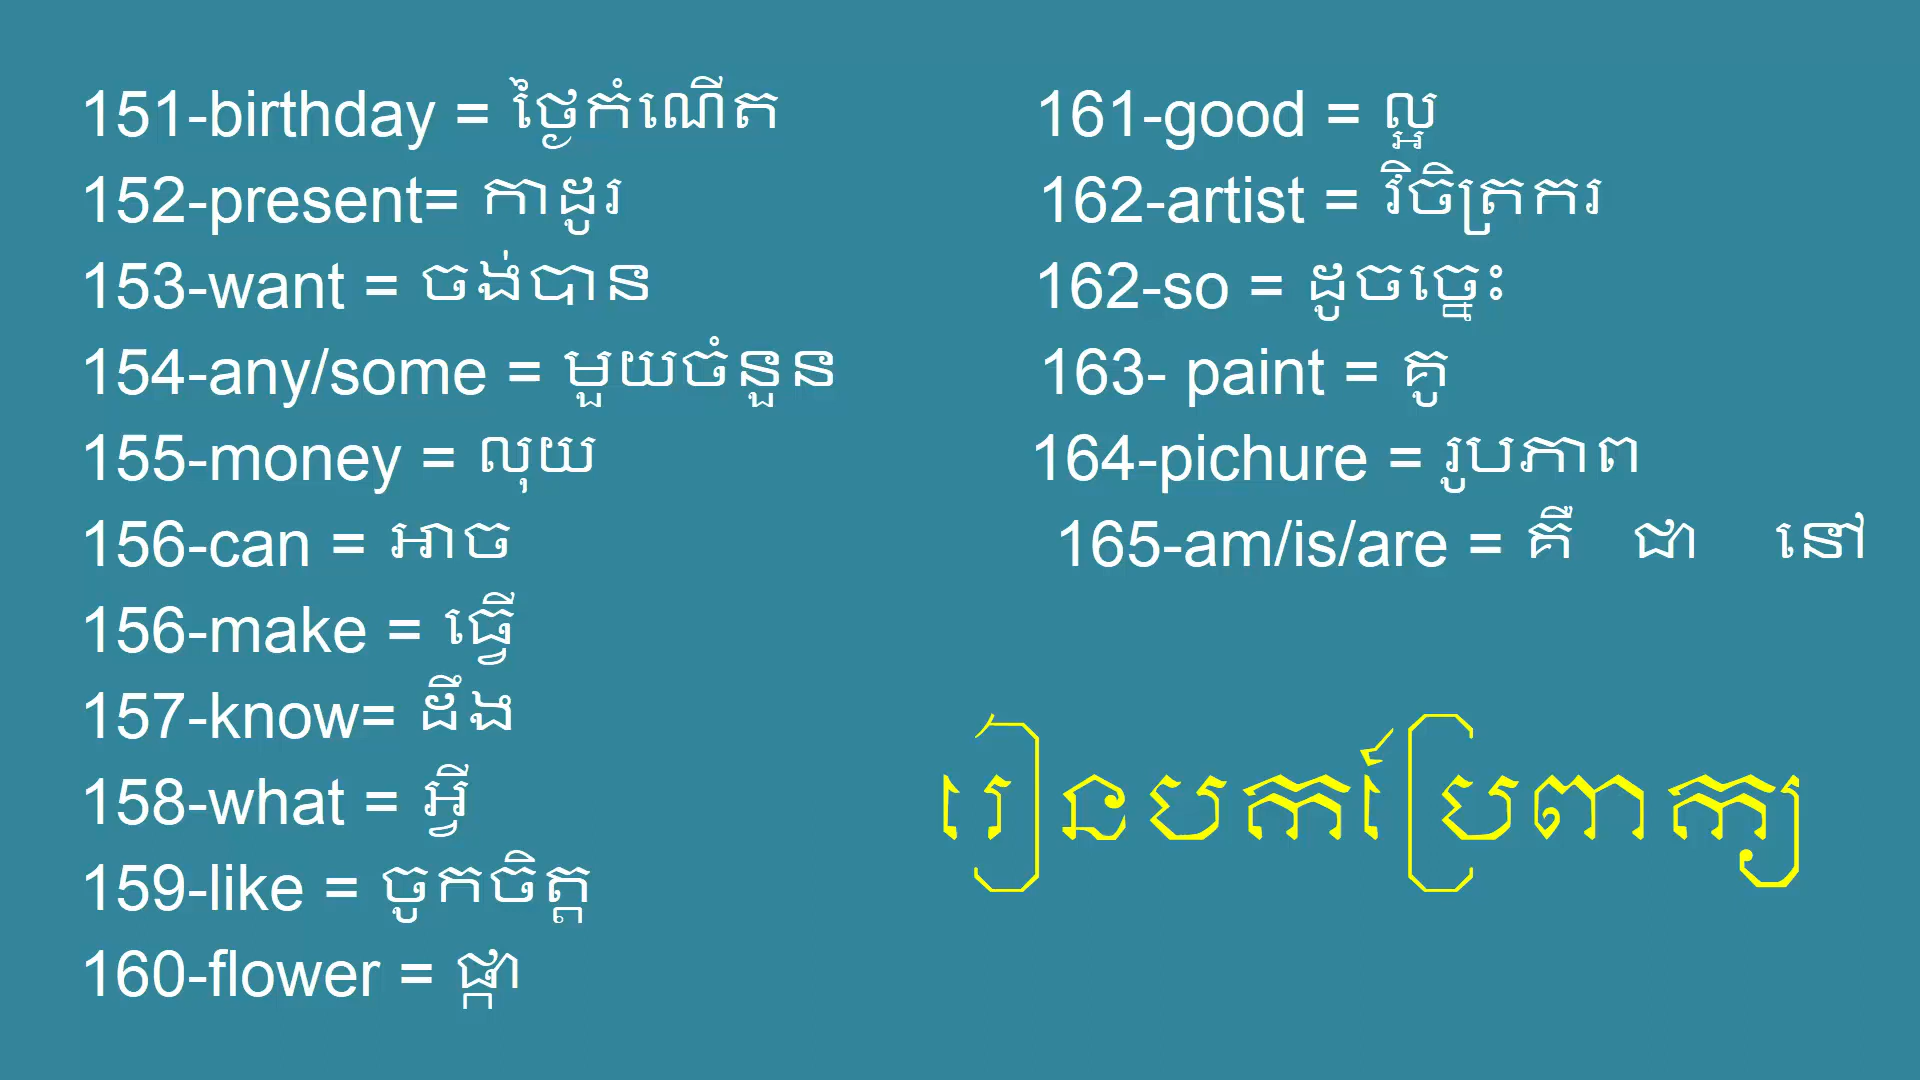 151-birthday = ថ្ងៃកំណើត
152-present= កាដូរ
153-want = ចង់បាន
154-any/some = មួយចំនួន
155-money = លុយ
156-can = អាច
156-make = ធ្វើ
157-know= ដឹង
158-what = អ្វី
159-like = ចូកចិត្ត
160-flower = ផ្កា
161-good = ល្អ
162-artist = វិចិត្រករ
162-so = ដូចច្នេះ
163- paint = គូ
164-pichure = រូបភាព
165-am/is/are = គឺ ជា នៅ
រៀនបកប្រែពាក្យ